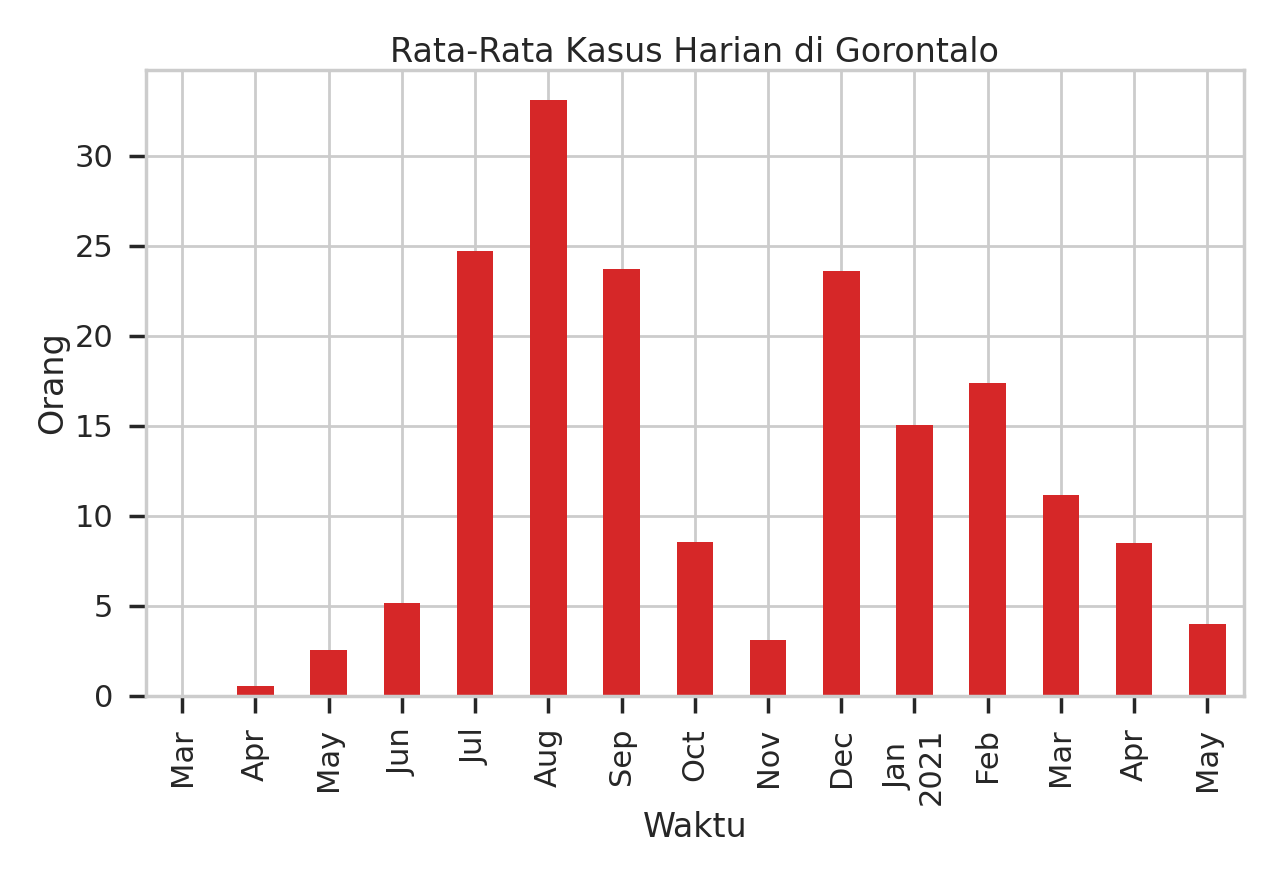 Rata-Rata Kasus Harian di Gorontalo
Orang
30
25
20
15
10
5
0
Mar
Apr
May
Jun
Jul
Aug
Sep
Oct
Nov
Dec
Jan
2021
Feb
Mar
Apr
May
Waktu